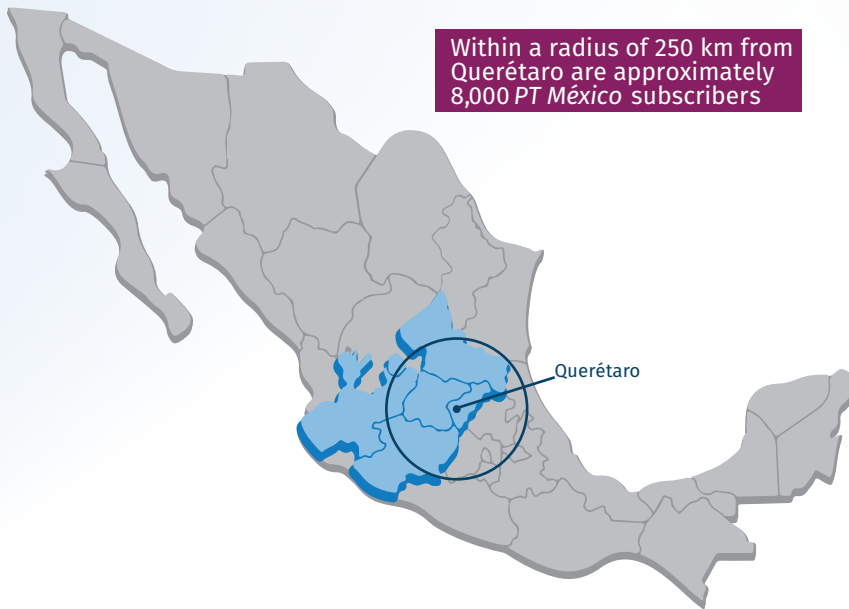 Within a radius of 250 km from
Querétaro are approximately
8,000 PT México subscribers
Querétaro